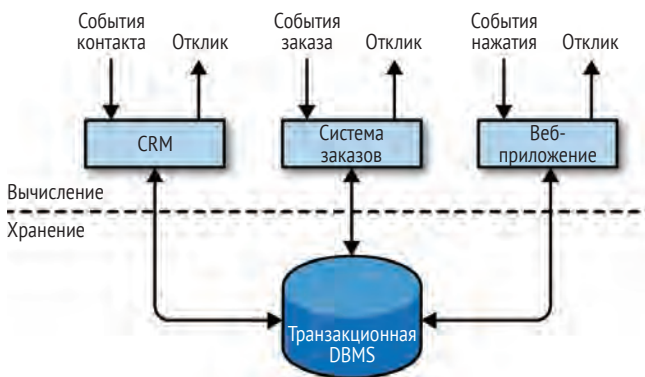 События
контакта
Отклик
События
заказа
Отклик
События
нажатия
Отклик
CRM
Система
заказов
Веб-
приложение
Вычисление
Хранение
Транзакционная
DBMS